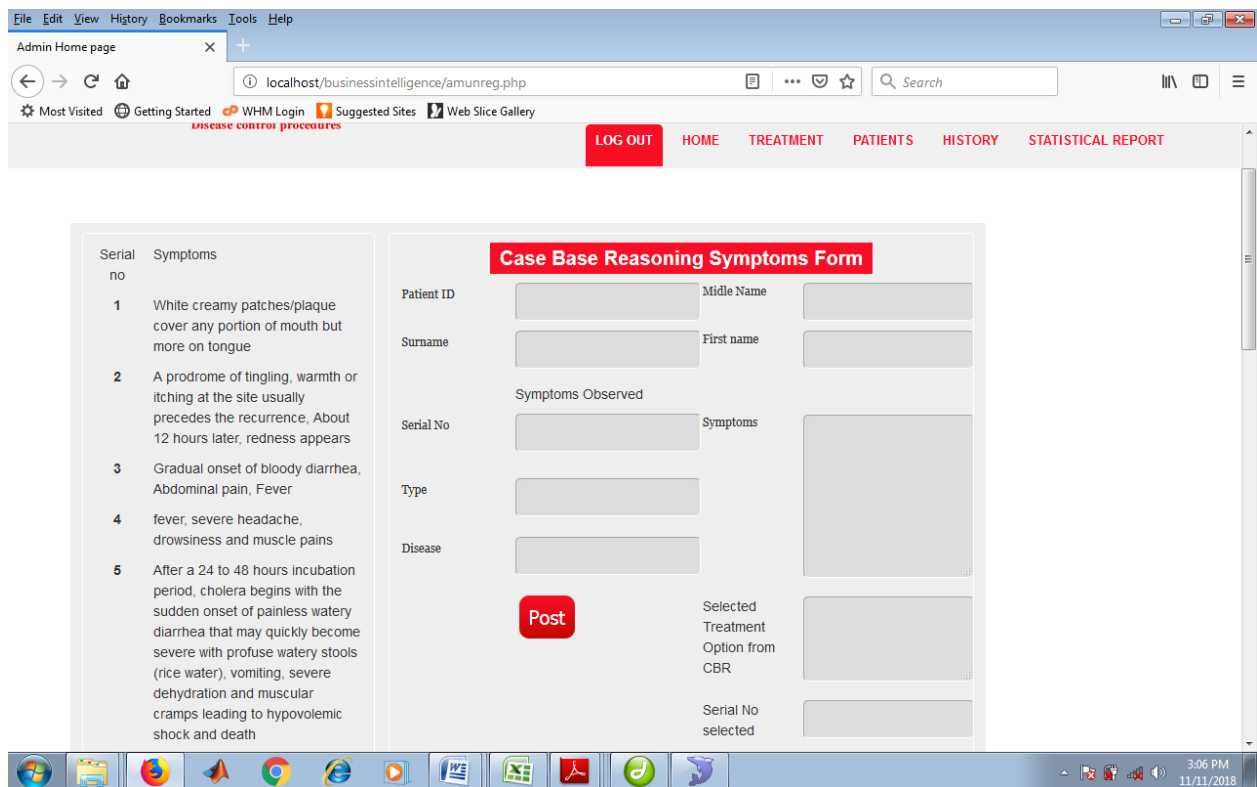 File Edit View History Bookmarks Tools Help
Admin Home page
localhost/businessintelligence/amunreg.php
Search
Most Visited Getting Started cP WHM Login Suggested Sites Web Slice Gallery
Disease control procedures
LOG OUT HOME TREATMENT PATIENTS HISTORY STATISTICAL REPORT
Serial
no
Symptoms
1
White creamy patches/plaque
cover any portion of mouth but
more on tongue
2
A prodrome of tingling, warmth or
itching at the site usually
precedes the recurrence, About
12 hours later, redness appears
3
Gradual onset of bloody diarrhea,
Abdominal pain, Fever
4
fever, severe headache,
drowsiness and muscle pains
5
After a 24 to 48 hours incubation
period, cholera begins with the
sudden onset of painless watery
diarrhea that may quickly become
severe with profuse watery stools
(rice water), vomiting, severe
dehydration and muscular
cramps leading to hypovolemic
shock and death
Case Base Reasoning Symptoms Form
Patient ID
Midle Name
Surname
First name
Symptoms Observed
Serial No
Symptoms
Type
Disease
Post
Selected
Treatment
Option from
CBR
Serial No
selected
3:06 PM
11/11/2018